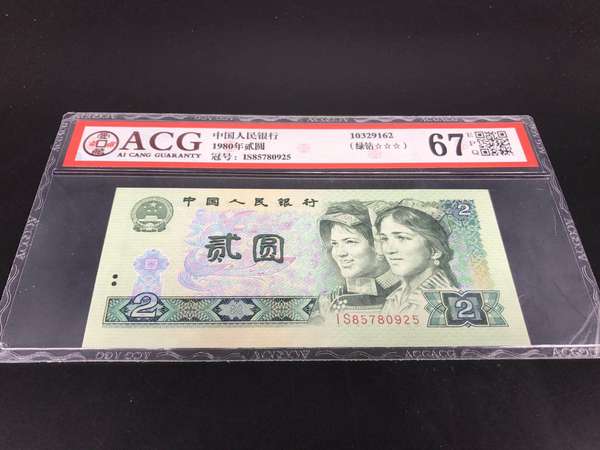 ACG
AI CANG GUARANTY
中国人民银行
1980年贰圆
冠号：IS85780925
10329162
(绿钻☆☆☆)
67
E
P
Q
中国人民银行
贰圆
2
2
2
IS85780925